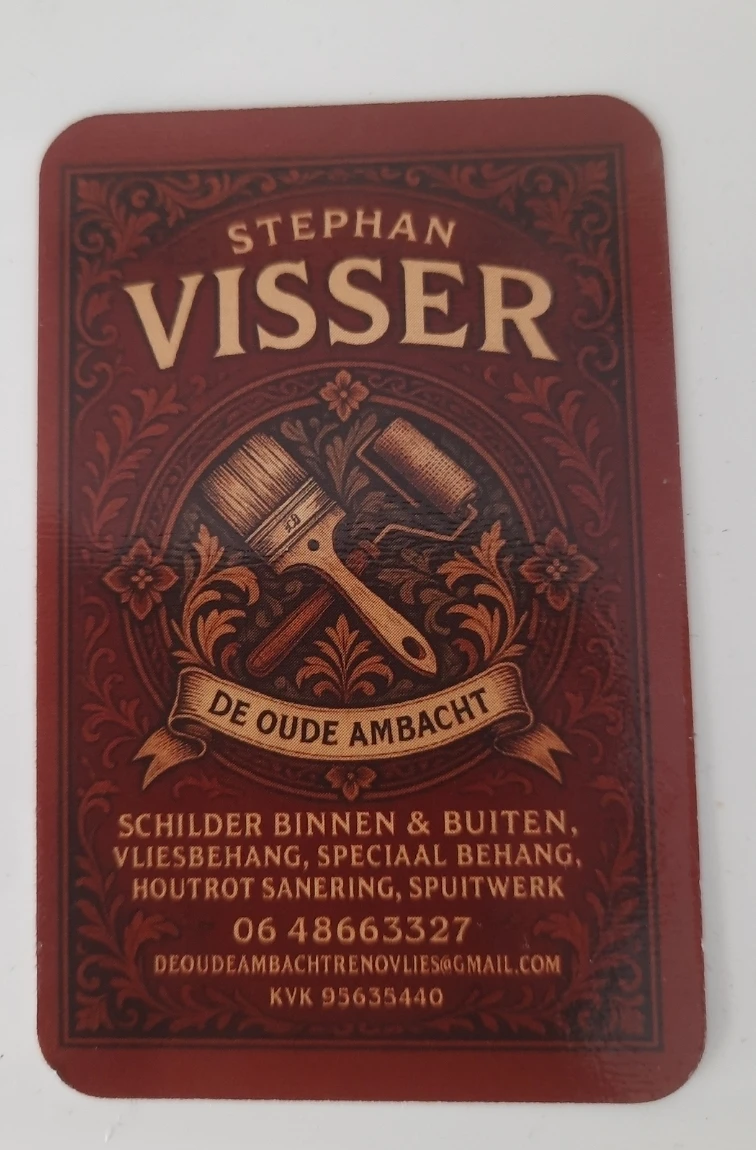 STEPHAN
VISSER
DE OUDE AMBACHT
SCHILDER BINNEN & BUITEN,
VLIESBEHANG, SPECIAAL BEHANG,
HOUTROT SANERING, SPUITWERK
06 48663327
DEOUDEAMBACHTRENOVLIES@GMAIL.COM
KVK 95635440